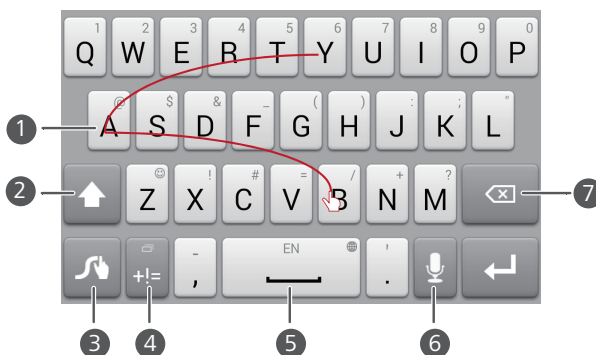 1 2 3 4 5 6 7 8 9 0
Q W E R T Y U I O P
@ $ & _ ( ) : ; "
1 A S D F G H J K L
☺ ! # = / + ?
2 Z X C V B N M 7
- EN '
+!= , .
3 4 5 6